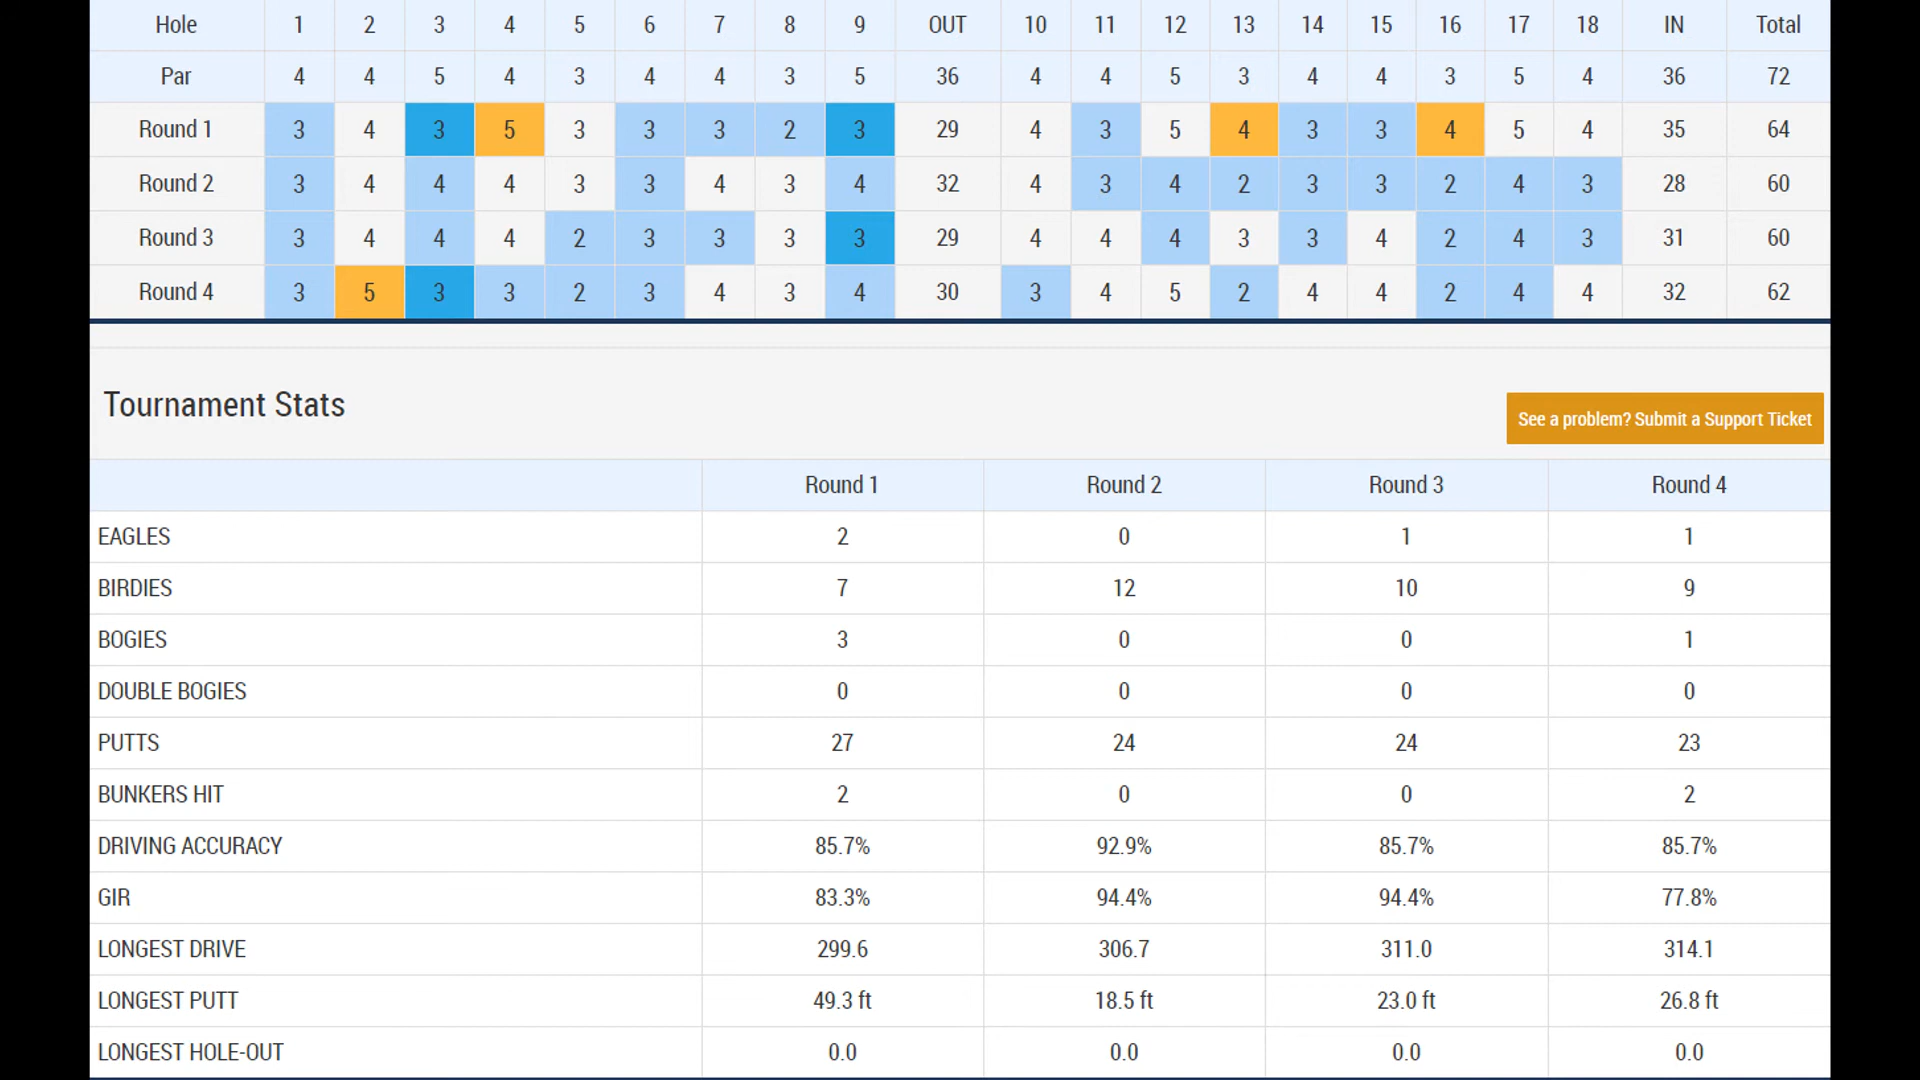 Hole 1 2 3 4 5 6 7 8 9 OUT 10 11 12 13 14 15 16 17 18 IN Total
Par 4 4 5 4 3 4 4 3 5 36 4 4 5 3 4 4 3 5 4 36 72
Round 1 3 4 3 5 3 3 3 2 3 29 4 3 5 4 3 3 4 5 4 35 64
Round 2 3 4 4 4 3 3 4 3 4 32 4 3 4 2 3 3 2 4 3 28 60
Round 3 3 4 4 4 2 3 3 3 3 29 4 4 4 3 3 4 2 4 3 31 60
Round 4 3 5 3 3 2 3 4 3 4 30 3 4 5 2 4 4 2 4 4 32 62
Tournament Stats
See a problem? Submit a Support Ticket
Round 1 Round 2 Round 3 Round 4
EAGLES 2 0 1 1
BIRDIES 7 12 10 9
BOGIES 3 0 0 1
DOUBLE BOGIES 0 0 0 0
PUTTS 27 24 24 23
BUNKERS HIT 2 0 0 2
DRIVING ACCURACY 85.7% 92.9% 85.7% 85.7%
GIR 83.3% 94.4% 94.4% 77.8%
LONGEST DRIVE 299.6 306.7 311.0 314.1
LONGEST PUTT 49.3 ft 18.5 ft 23.0 ft 26.8 ft
LONGEST HOLE-OUT 0.0 0.0 0.0 0.0